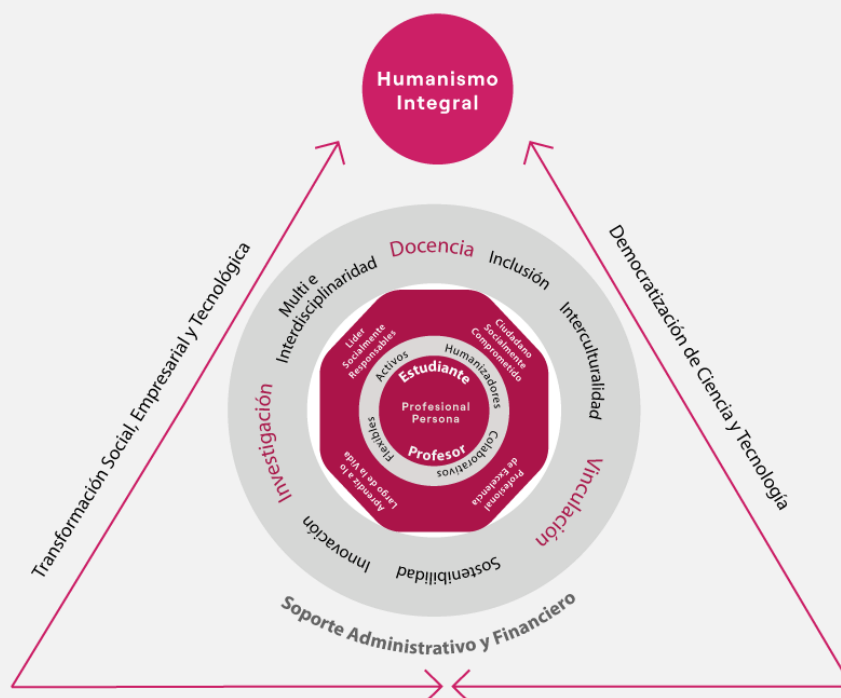 Humanismo
Integral
Transformación Social, Empresarial y Tecnológica
Democratización de Ciencia y Tecnología
Docencia
Inclusión
Interculturalidad
Vinculación
Sostenibilidad
Innovación
Investigación
Multi e
Interdisciplinaridad
Líder
Socialmente
Responsables
Ciudadano
Socialmente
Comprometido
Profesional
de Excelencia
Aprendiz a lo
Largo de la Vida
Activos
Humanizadores
Colaborativos
Flexibles
Estudiante
Profesional
Persona
Profesor
Soporte Administrativo y Financiero